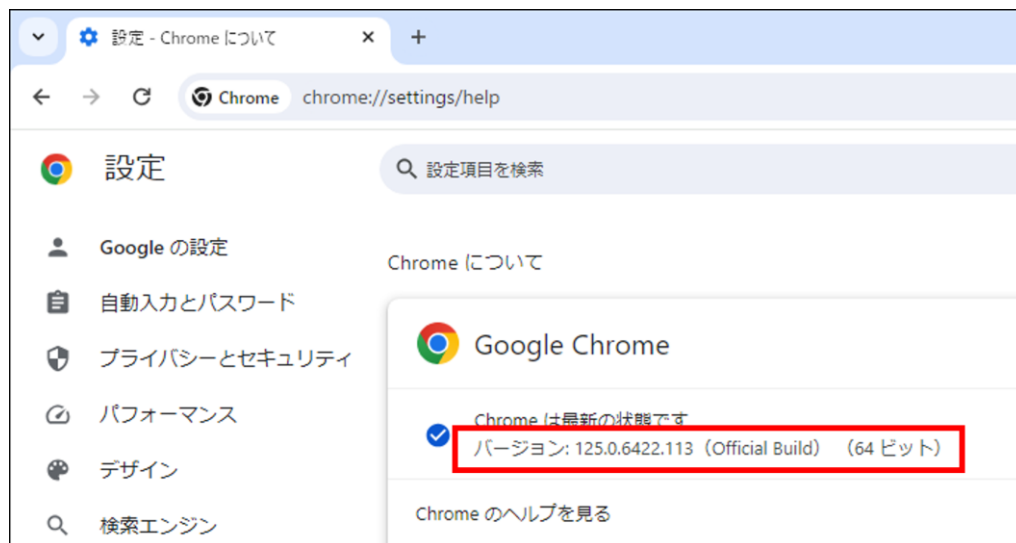 設定 - Chrome について
Chrome
chrome://settings/help
設定
設定項目を検索
Google の設定
自動入力とパスワード
プライバシーとセキュリティ
パフォーマンス
デザイン
検索エンジン
Chrome について
Google Chrome
Chrome は最新の状態です
バージョン: 125.0.6422.113（Official Build） （64 ビット）
Chrome のヘルプを見る